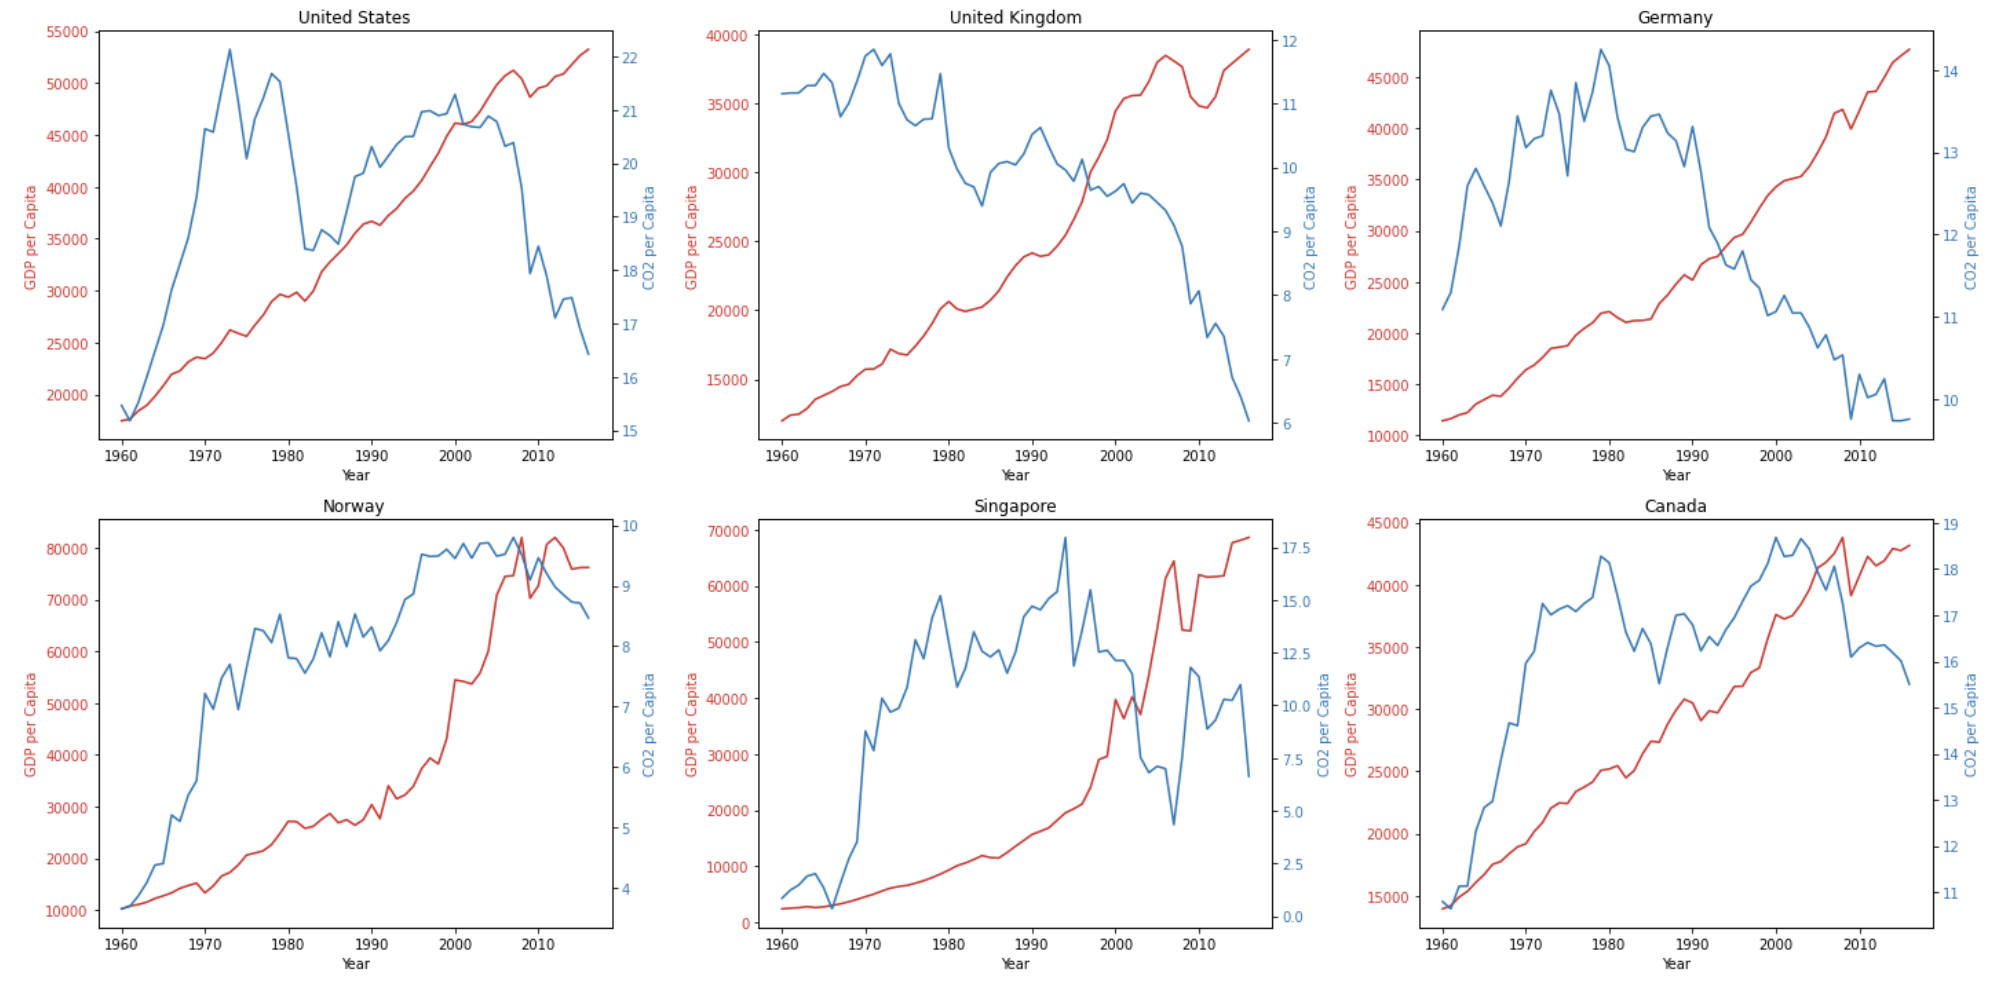 United States
55000
50000
45000
40000
35000
30000
25000
20000
GDP per Capita
22
21
20
19
18
17
16
15
CO2 per Capita
1960 1970 1980 1990 2000 2010
Year
United Kingdom
40000
35000
30000
25000
20000
15000
GDP per Capita
12
11
10
9
8
7
6
CO2 per Capita
1960 1970 1980 1990 2000 2010
Year
Germany
45000
40000
35000
30000
25000
20000
15000
10000
GDP per Capita
14
13
12
11
10
CO2 per Capita
1960 1970 1980 1990 2000 2010
Year
Norway
80000
70000
60000
50000
40000
30000
20000
10000
GDP per Capita
10
9
8
7
6
5
4
CO2 per Capita
1960 1970 1980 1990 2000 2010
Year
Singapore
70000
60000
50000
40000
30000
20000
10000
0
GDP per Capita
17.5
15.0
12.5
10.0
7.5
5.0
2.5
0.0
CO2 per Capita
1960 1970 1980 1990 2000 2010
Year
Canada
45000
40000
35000
30000
25000
20000
15000
GDP per Capita
19
18
17
16
15
14
13
12
11
CO2 per Capita
1960 1970 1980 1990 2000 2010
Year